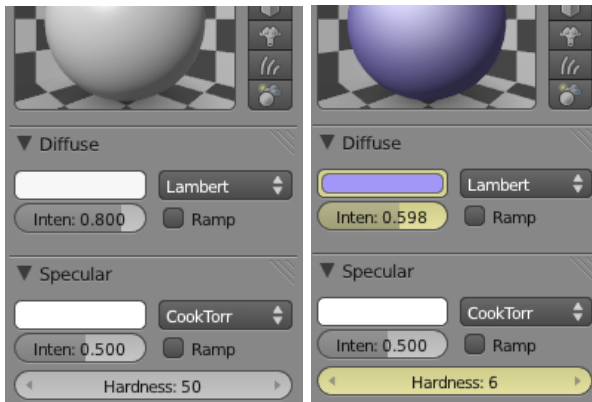 Diffuse
Lambert
Inten: 0.800 Ramp
Specular
CookTorr
Inten: 0.500 Ramp
Hardness: 50
Diffuse
Lambert
Inten: 0.598 Ramp
Specular
CookTorr
Inten: 0.500 Ramp
Hardness: 6